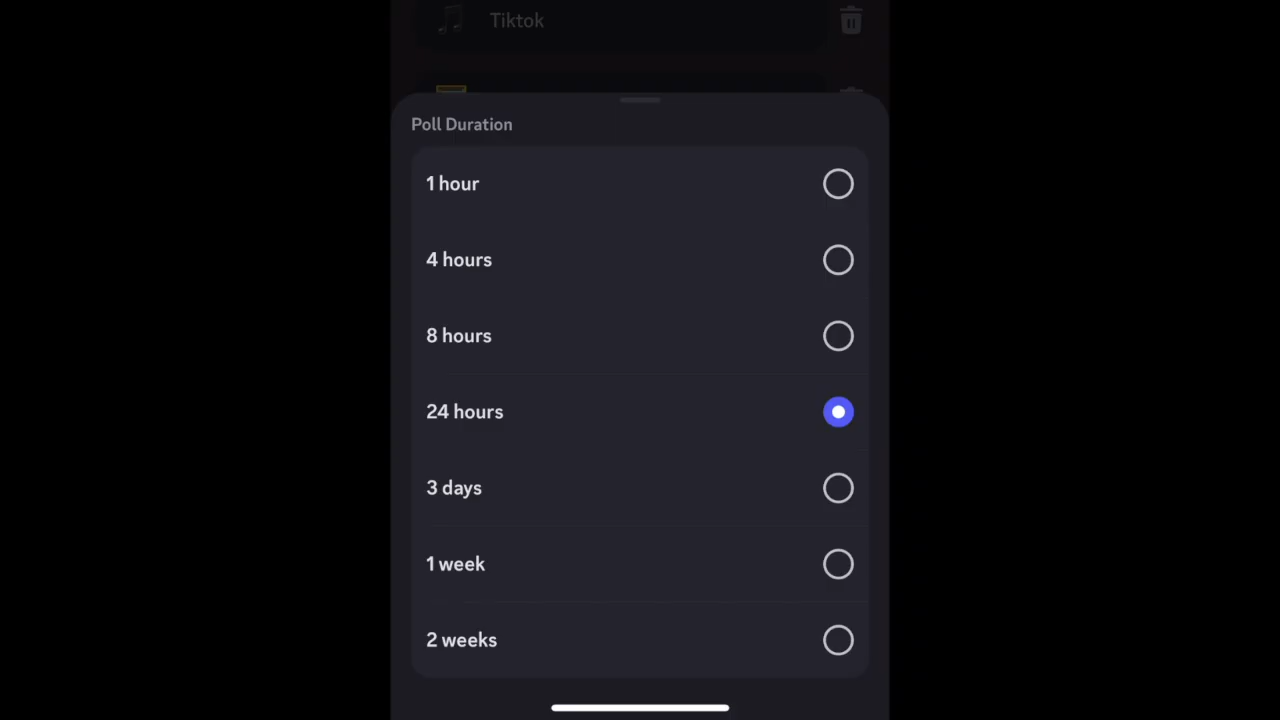 Tiktok
Poll Duration
1 hour
4 hours
8 hours
24 hours
3 days
1 week
2 weeks